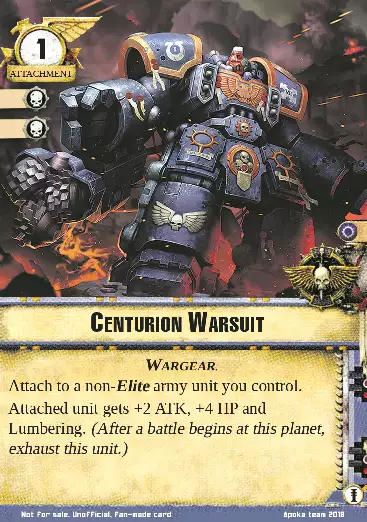 1
ATTACHMENT
CENTURION WARSUIT
WARGEAR.
Attach to a non-Elite army unit you control.
Attached unit gets +2 ATK, +4 HP and
Lumbering. (After a battle begins at this planet,
exhaust this unit.)
Not for sale. Unofficial, Fan-made card
Apoka team 2018